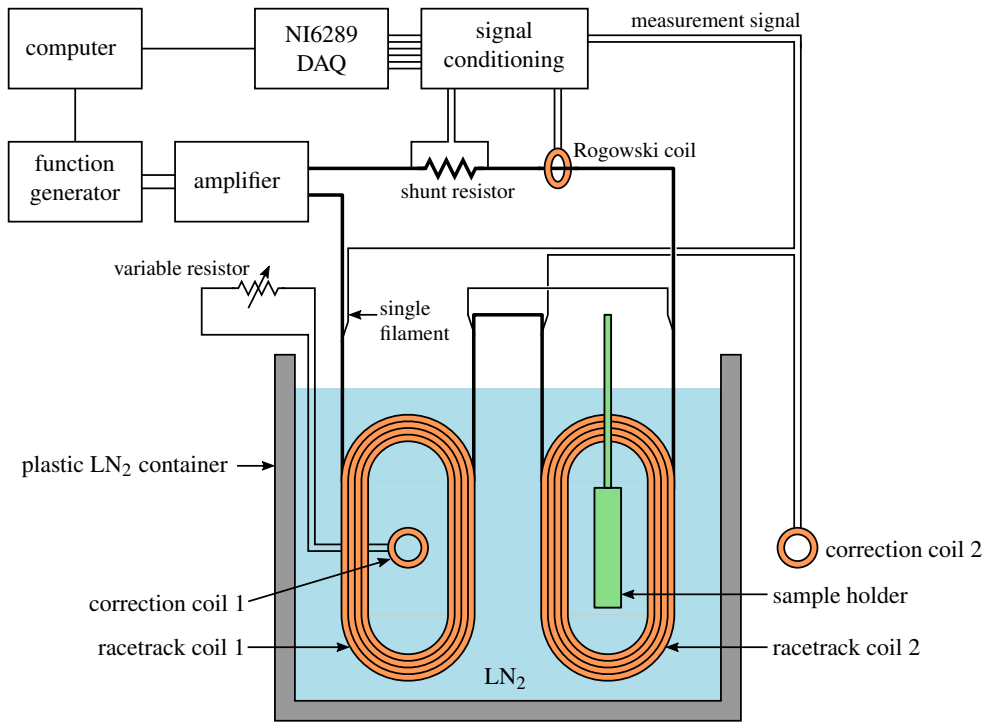 measurement signal
computer
NI6289
DAQ
signal
conditioning
function
generator
amplifier
shunt resistor
Rogowski coil
variable resistor
single
filament
plastic LN₂ container
correction coil 2
correction coil 1
sample holder
racetrack coil 1
racetrack coil 2
LN₂